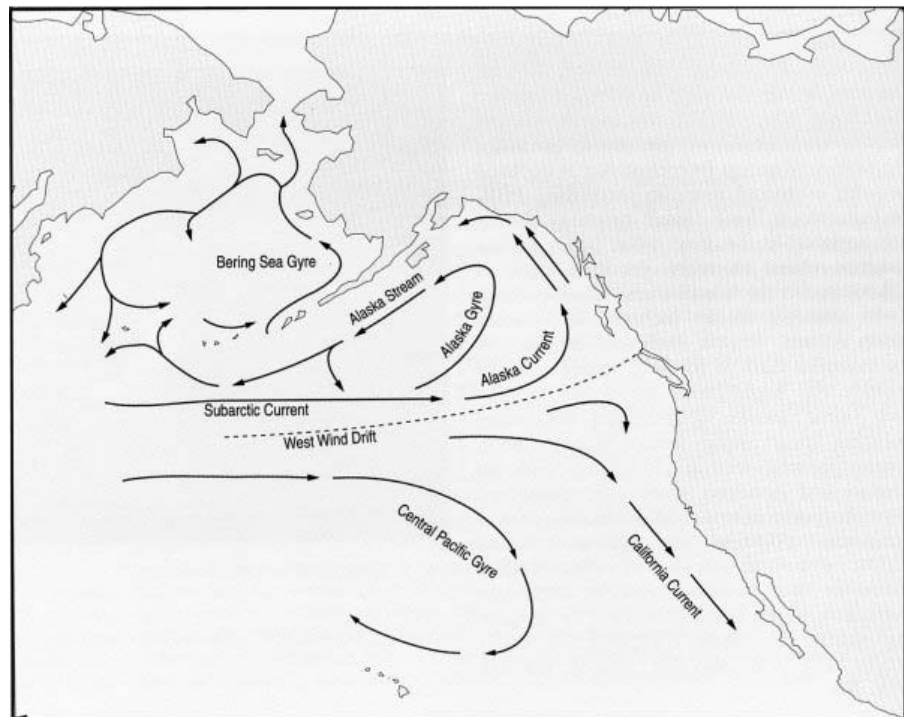 Bering Sea Gyre
Alaska Stream
Alaska Gyre
Alaska Current
Subarctic Current
West Wind Drift
Central Pacific Gyre
California Current